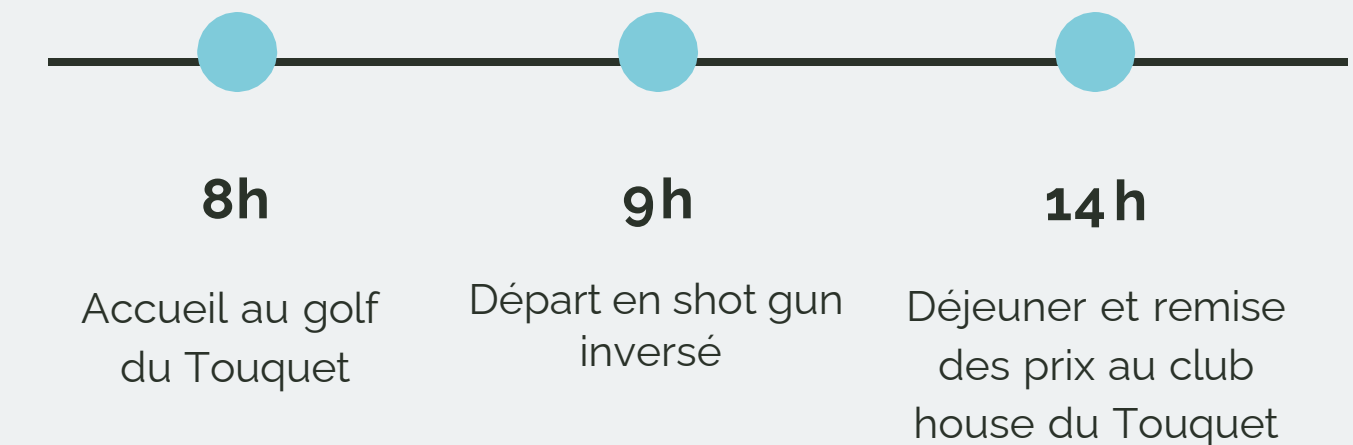 8h
Accueil au golf
du Touquet
9h
Départ en shot gun
inversé
14h
Déjeuner et remise
des prix au club
house du Touquet